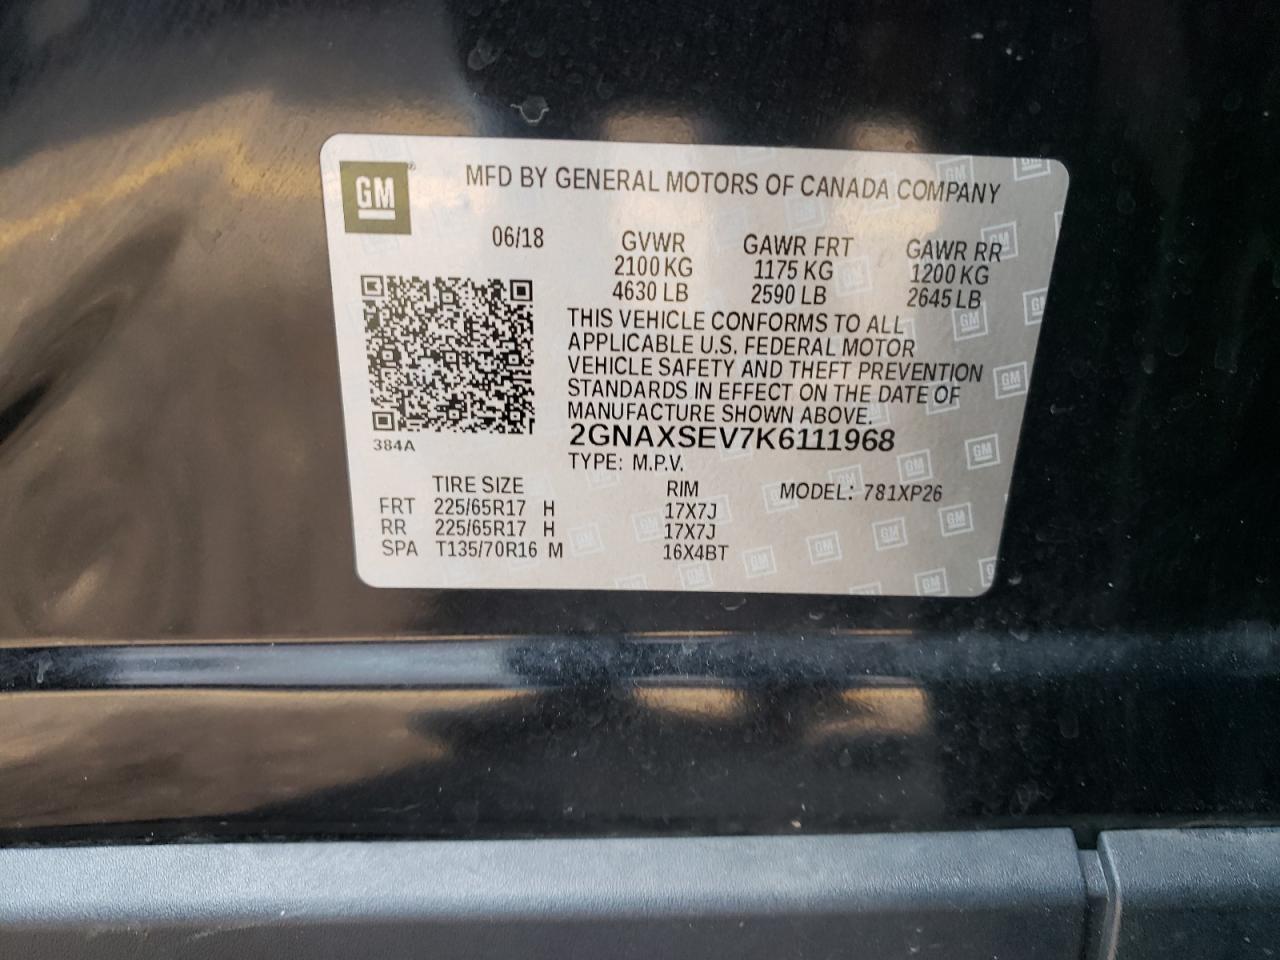 GM
MFD BY GENERAL MOTORS OF CANADA COMPANY
06/18 GVWR GAWR FRT GAWR RR
2100 KG 1175 KG 1200 KG
4630 LB 2590 LB 2645 LB
THIS VEHICLE CONFORMS TO ALL
APPLICABLE U.S. FEDERAL MOTOR
VEHICLE SAFETY AND THEFT PREVENTION
STANDARDS IN EFFECT ON THE DATE OF
MANUFACTURE SHOWN ABOVE.
384A 2GNAXSEV7K6111968
TYPE: M.P.V.
TIRE SIZE RIM MODEL: 781XP26
FRT 225/65R17 H 17X7J
RR 225/65R17 H 17X7J
SPA T135/70R16 M 16X4BT